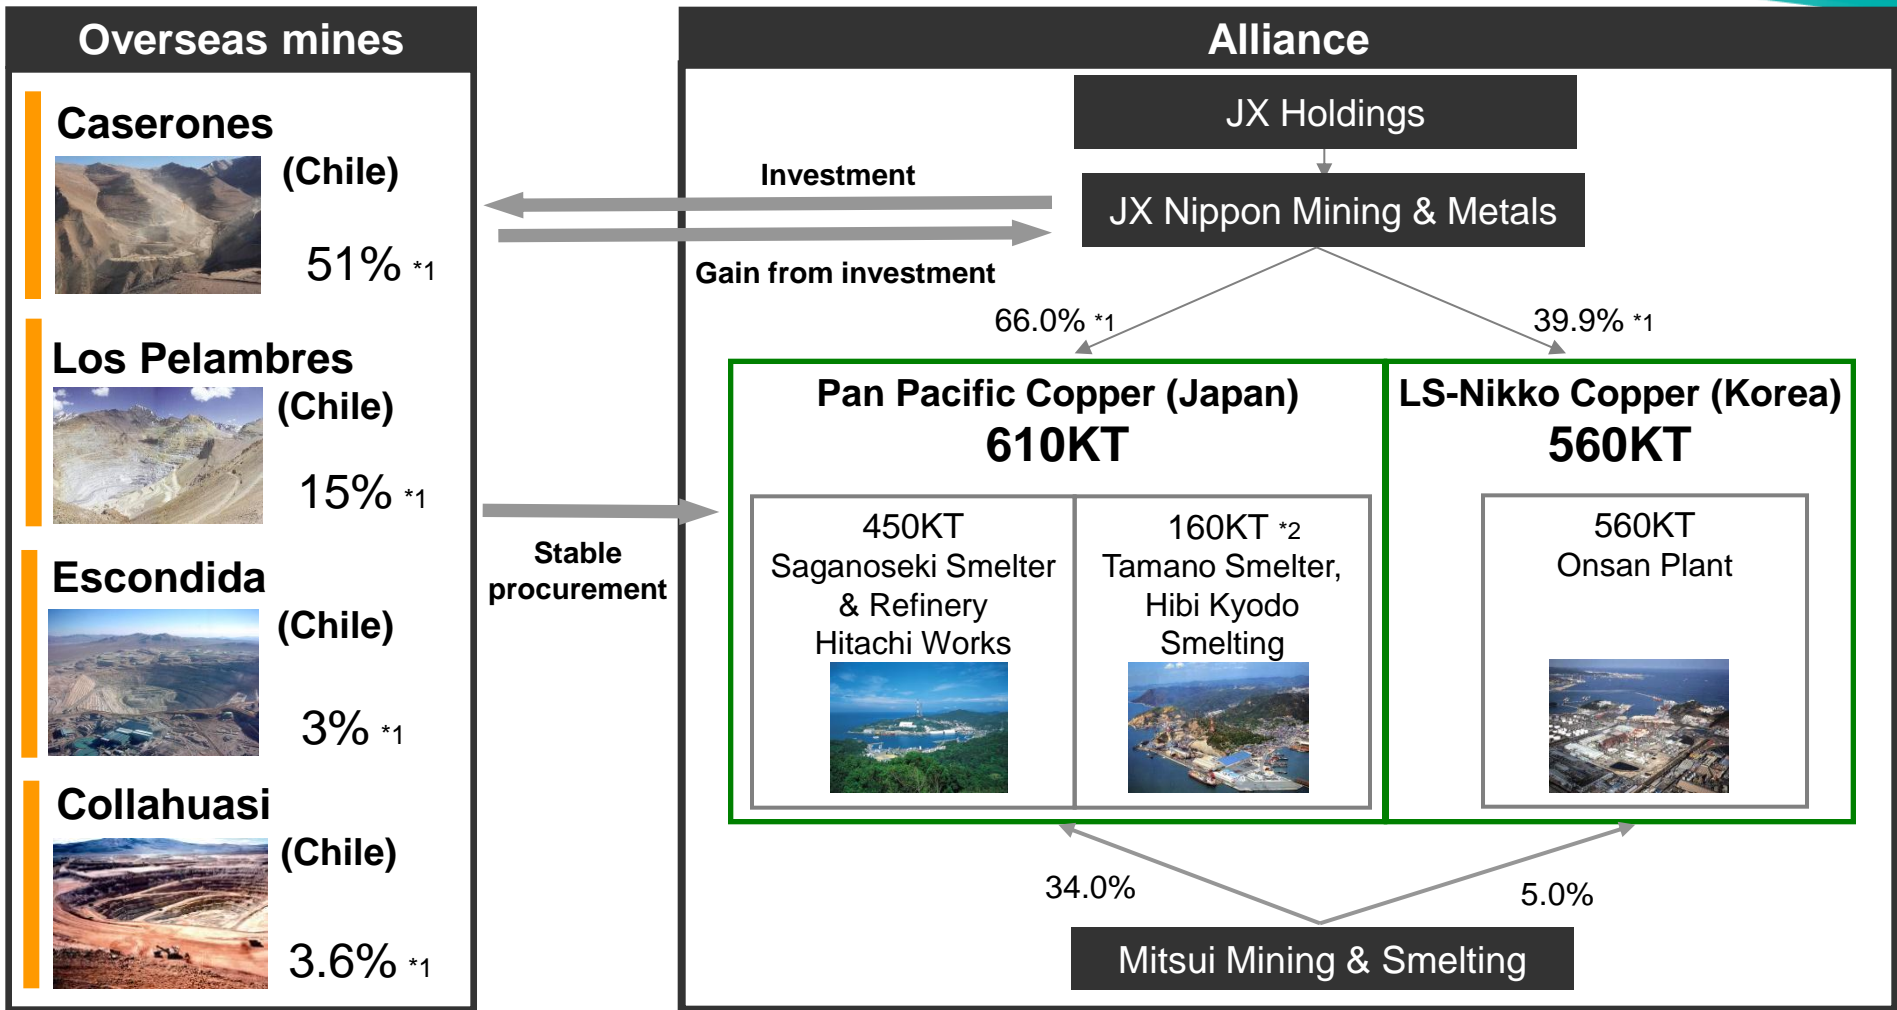 Overseas mines
Caserones
(Chile)
51% *1
Los Pelambres
(Chile)
15% *1
Escondida
(Chile)
3% *1
Collahuasi
(Chile)
3.6% *1
Investment
Gain from investment
Stable
procurement
Alliance
JX Holdings
JX Nippon Mining & Metals
66.0% *1
39.9% *1
Pan Pacific Copper (Japan)
610KT
450KT
Saganoseki Smelter
& Refinery
Hitachi Works
160KT *2
Tamano Smelter,
Hibi Kyodo
Smelting
LS-Nikko Copper (Korea)
560KT
560KT
Onsan Plant
34.0%
5.0%
Mitsui Mining & Smelting